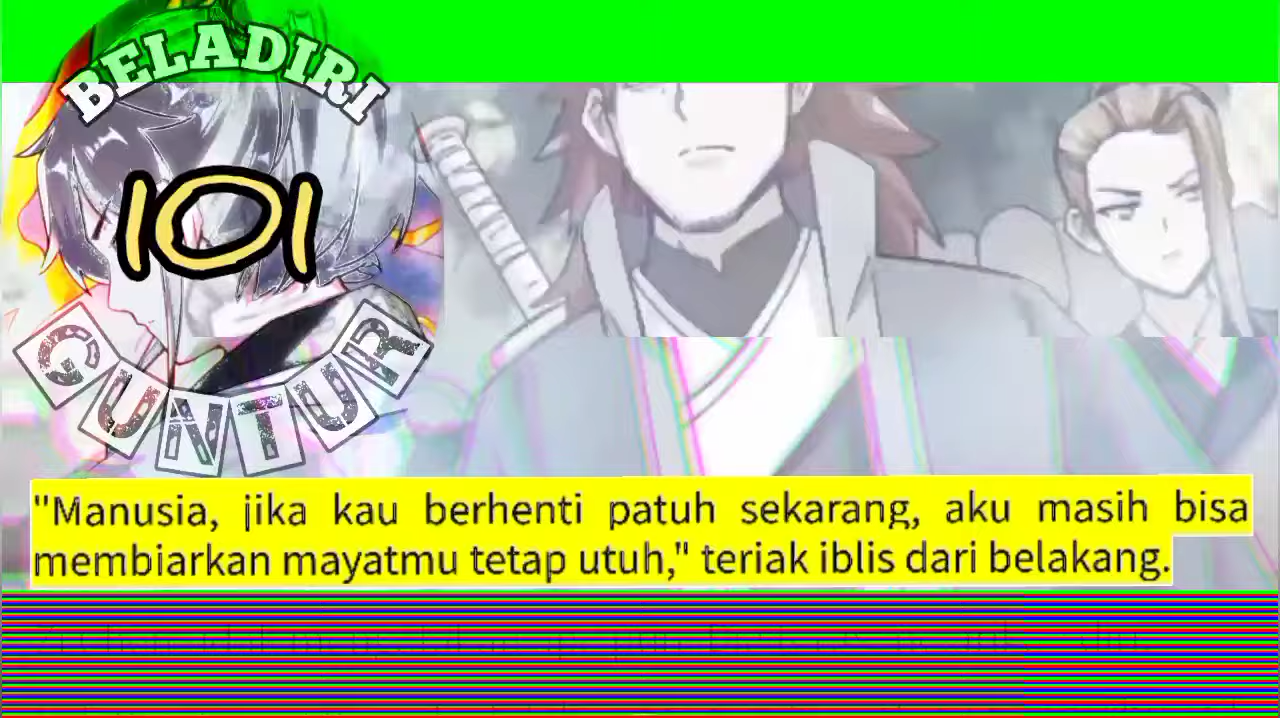 BELADIRI
101
GUNTUR
"Manusia, jika kau berhenti patuh sekarang, aku masih bisa
membiarkan mayatmu tetap utuh," teriak iblis dari belakang.